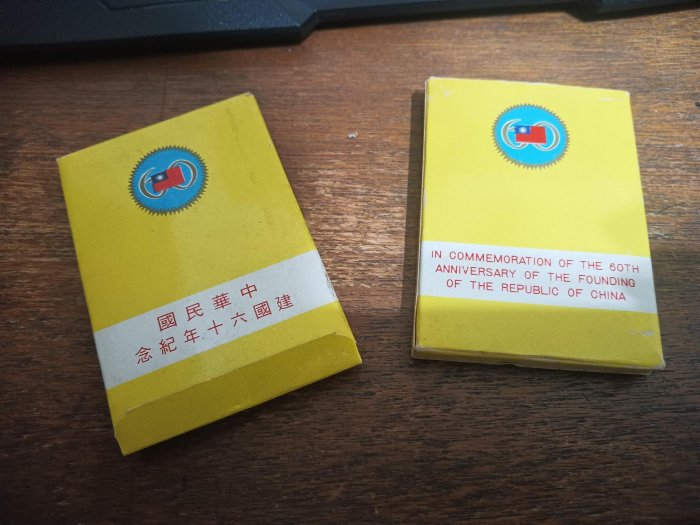 中華民國
建國六十年紀念
IN COMMEMORATION OF THE 60TH
ANNIVERSARY OF THE FOUNDING
OF THE REPUBLIC OF CHINA